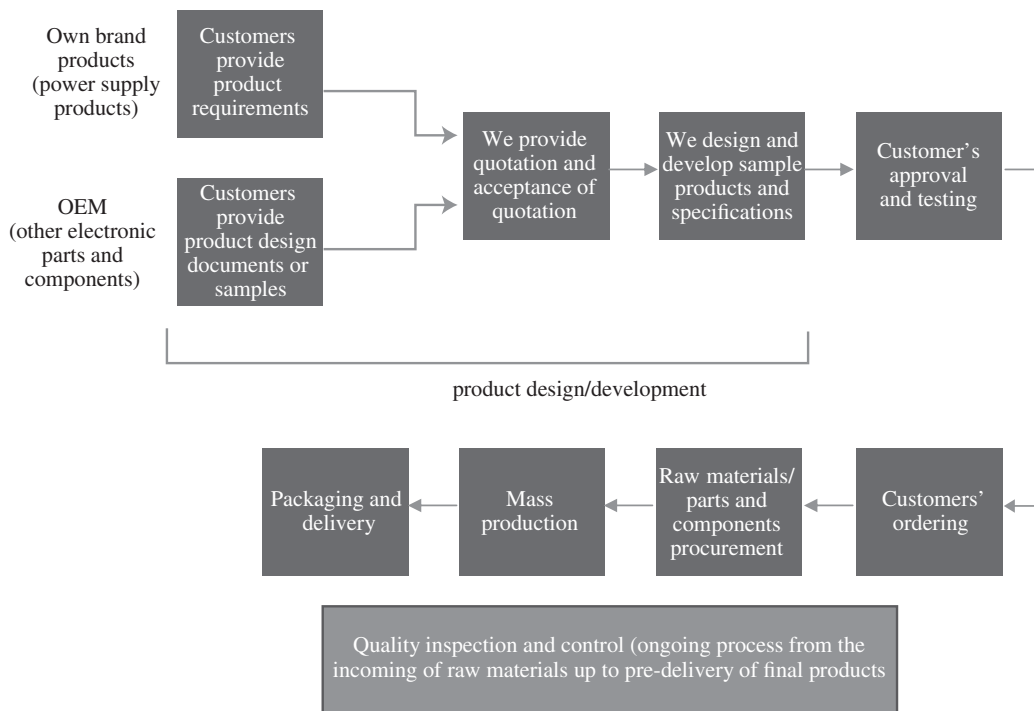 Own brand
products
(power supply
products)
Customers
provide
product
requirements
OEM
(other electronic
parts and
components)
Customers
provide
product design
documents or
samples
We provide
quotation and
acceptance of
quotation
We design and
develop sample
products and
specifications
Customer’s
approval
and testing
product design/development
Packaging and
delivery
Mass
production
Raw materials/
parts and
components
procurement
Customers’
ordering
Quality inspection and control (ongoing process from the
incoming of raw materials up to pre-delivery of final products